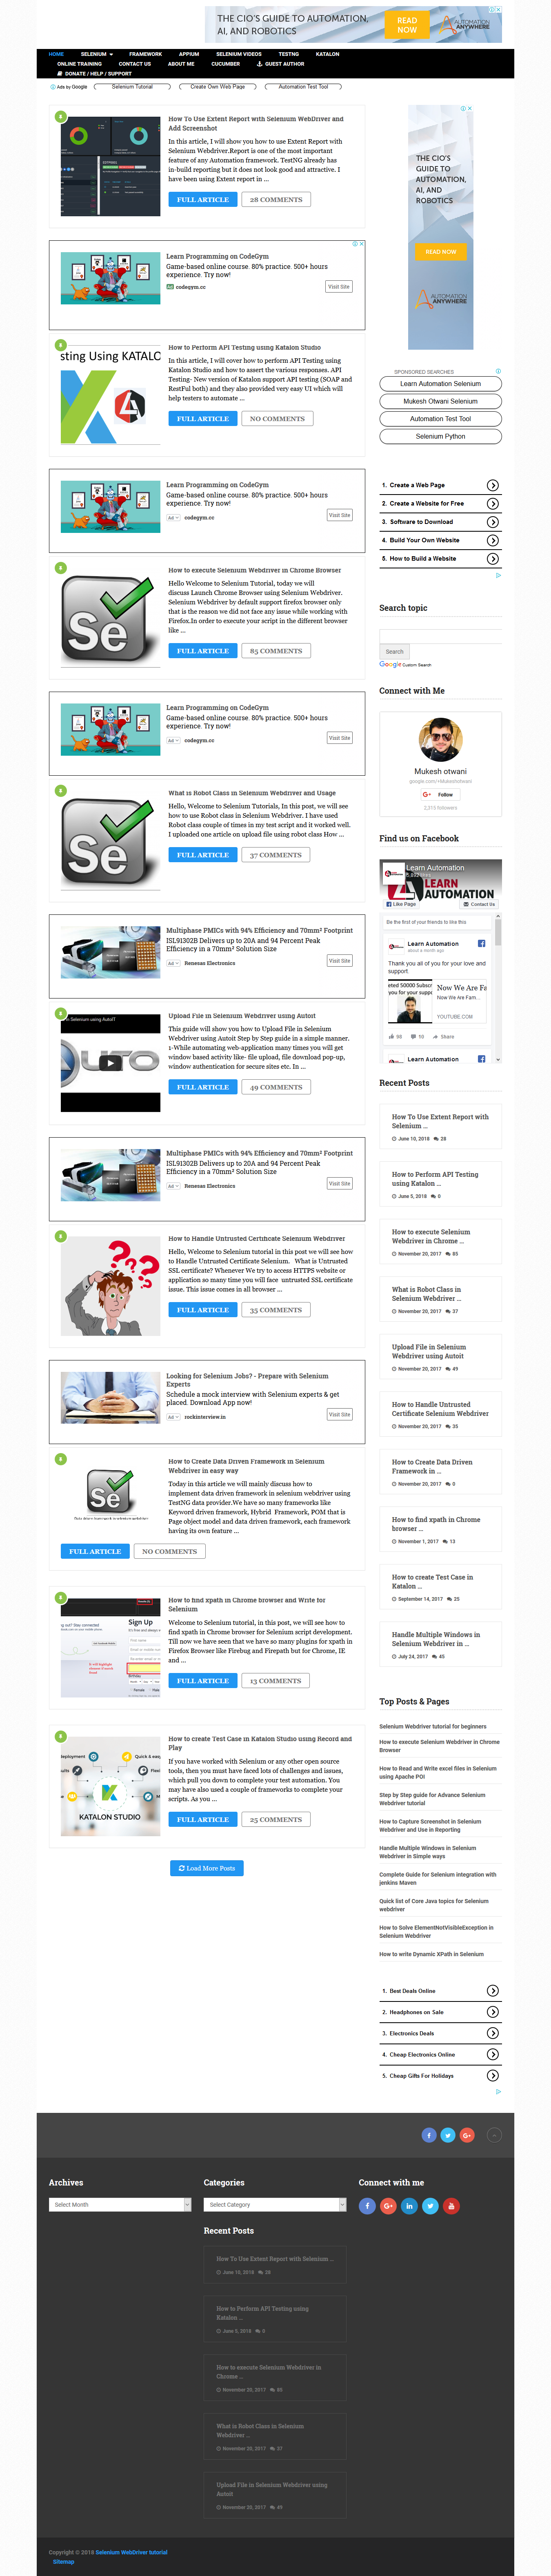 THE CIO'S GUIDE TO AUTOMATION,
AI, AND ROBOTICS
READ
NOW
AUTOMATION
ANYWHERE
HOME SELENIUM FRAMEWORK APPIUM SELENIUM VIDEOS TESTNG KATALON
ONLINE TRAINING CONTACT US ABOUT ME CUCUMBER GUEST AUTHOR
DONATE / HELP / SUPPORT
Ads by Google Selenium Tutorial Create Own Web Page Automation Test Tool
How To Use Extent Report with Selenium WebDriver and
Add Screenshot
In this article, I will show you how to use Extent Report with
Selenium Webdriver.Report is one of the most important
feature of any Automation framework. TestNG already has
in-build reporting but it does not look good and attractive. I
have been using Extent report in ...
FULL ARTICLE 28 COMMENTS
Learn Programming on CodeGym
Game-based online course. 80% practice. 500+ hours
experience. Try now!
Ad codegym.cc Visit Site
sting Using KATALO
How to Perform API Testing using Katalon Studio
In this article, I will cover how to perform API Testing using
Katalon Studio and how to assert the various responses. API
Testing- New version of Katalon support API testing (SOAP and
RestFul both) and they also provided very easy UI which will
help testers to automate ...
FULL ARTICLE NO COMMENTS
Learn Programming on CodeGym
Game-based online course. 80% practice. 500+ hours
experience. Try now!
Ad codegym.cc Visit Site
Se
How to execute Selenium Webdriver in Chrome Browser
Hello Welcome to Selenium Tutorial, today we will
discuss Launch Chrome Browser using Selenium Webdriver.
Selenium Webdriver by default support firefox browser only
that is the reason we did not face any issue while working with
Firefox.In order to execute your script in the different browser
like ...
FULL ARTICLE 85 COMMENTS
Learn Programming on CodeGym
Game-based online course. 80% practice. 500+ hours
experience. Try now!
Ad codegym.cc Visit Site
Se
What is Robot Class in Selenium Webdriver and Usage
Hello, Welcome to Selenium Tutorials, In this post, we will see
how to use Robot class in Selenium Webdriver. I have used
Robot class couple of times in my test script and it worked well.
I uploaded one article on upload file using robot class How ...
FULL ARTICLE 37 COMMENTS
Multiphase PMICs with 94% Efficiency and 70mm² Footprint
ISL91302B Delivers up to 20A and 94 Percent Peak
Efficiency in a 70mm² Solution Size
Ad Renesas Electronics Visit Site
Selenium using AutoIT
UTO
Upload File in Selenium Webdriver using Autoit
This guide will show you how to Upload File in Selenium
Webdriver using Autoit Step by Step guide in a simple manner.
1-While automating web-application many times you will get
window based activity like- file upload, file download pop-up,
window authentication for secure sites etc. In ...
FULL ARTICLE 49 COMMENTS
Multiphase PMICs with 94% Efficiency and 70mm² Footprint
ISL91302B Delivers up to 20A and 94 Percent Peak
Efficiency in a 70mm² Solution Size
Ad Renesas Electronics Visit Site
???
How to Handle Untrusted Certificate Selenium Webdriver
Hello, Welcome to Selenium tutorial in this post we will see how
to Handle Untrusted Certificate Selenium. What is Untrusted
SSL certificate? Whenever We try to access HTTPS website or
application so many time you will face untrusted SSL certificate
issue. This issue comes in all browser ...
FULL ARTICLE 35 COMMENTS
Looking for Selenium Jobs? - Prepare with Selenium
Experts
Schedule a mock interview with Selenium experts & get
placed. Download App now!
Ad rockinterview.in Visit Site
Se
Data driven framework in selenium webdriver
How to Create Data Driven Framework in Selenium
Webdriver in easy way
Today in this article we will mainly discuss how to
implement data driven framework in selenium webdriver using
TestNG data provider.We have so many frameworks like
Keyword driven framework, Hybrid Framework, POM that is
Page object model and data driven framework, each framework
having its own feature ...
FULL ARTICLE NO COMMENTS
Sign Up
How to find xpath in Chrome browser and Write for
Selenium
Welcome to Selenium tutorial, in this post, we will see how to
find xpath in Chrome browser for Selenium script development.
Till now we have seen that we have so many plugins for xpath in
Firefox Browser like Firebug and Firepath but for Chrome, IE
and ...
FULL ARTICLE 13 COMMENTS
KATALON STUDIO
How to create Test Case in Katalon Studio using Record and
Play
If you have worked with Selenium or any other open source
tools, then you must have faced lots of challenges and issues,
which pull you down to complete your test automation. You
may have also used a couple of frameworks to complete your
scripts. As you ...
FULL ARTICLE 25 COMMENTS
Load More Posts
THE CIO'S
GUIDE TO
AUTOMATION,
AI, AND
ROBOTICS
READ NOW
AUTOMATION
ANYWHERE
SPONSORED SEARCHES
Learn Automation Selenium
Mukesh Otwani Selenium
Automation Test Tool
Selenium Python
1. Create a Web Page
2. Create a Website for Free
3. Software to Download
4. Build Your Own Website
5. How to Build a Website
Search topic
Search
Google Custom Search
Connect with Me
Mukesh otwani
google.com/+Mukeshotwani
G+ Follow
2,315 followers
Find us on Facebook
Learn Automation
LEARN
AUTOMATION
Like Page Contact Us
Be the first of your friends to like this
Learn Automation
about a month ago
Thank you all of you for your love and
support.
Now We Are Fa
Now We Are Fam...
YOUTUBE.COM
98 10 Share
Learn Automation
Recent Posts
How To Use Extent Report with
Selenium ...
June 10, 2018 28
How to Perform API Testing
using Katalon ...
June 5, 2018 0
How to execute Selenium
Webdriver in Chrome ...
November 20, 2017 85
What is Robot Class in
Selenium Webdriver ...
November 20, 2017 37
Upload File in Selenium
Webdriver using Autoit
November 20, 2017 49
How to Handle Untrusted
Certificate Selenium Webdriver
November 20, 2017 35
How to Create Data Driven
Framework in ...
November 20, 2017 0
How to find xpath in Chrome
browser ...
November 1, 2017 13
How to create Test Case in
Katalon ...
September 14, 2017 25
Handle Multiple Windows in
Selenium Webdriver in ...
July 24, 2017 45
Top Posts & Pages
Selenium Webdriver tutorial for beginners
How to execute Selenium Webdriver in Chrome
Browser
How to Read and Write excel files in Selenium
using Apache POI
Step by Step guide for Advance Selenium
Webdriver tutorial
How to Capture Screenshot in Selenium
Webdriver and Use in Reporting
Handle Multiple Windows in Selenium
Webdriver in Simple ways
Complete Guide for Selenium integration with
jenkins Maven
Quick list of Core Java topics for Selenium
webdriver
How to Solve ElementNotVisibleException in
Selenium Webdriver
How to write Dynamic XPath in Selenium
1. Best Deals Online
2. Headphones on Sale
3. Electronics Deals
4. Cheap Electronics Online
5. Cheap Gifts For Holidays
Archives
Select Month
Categories
Select Category
Recent Posts
How To Use Extent Report with Selenium ...
June 10, 2018 28
How to Perform API Testing using
Katalon ...
June 5, 2018 0
How to execute Selenium Webdriver in
Chrome ...
November 20, 2017 85
What is Robot Class in Selenium
Webdriver ...
November 20, 2017 37
Upload File in Selenium Webdriver using
Autoit
November 20, 2017 49
Connect with me
Copyright © 2018 Selenium WebDriver tutorial
Sitemap